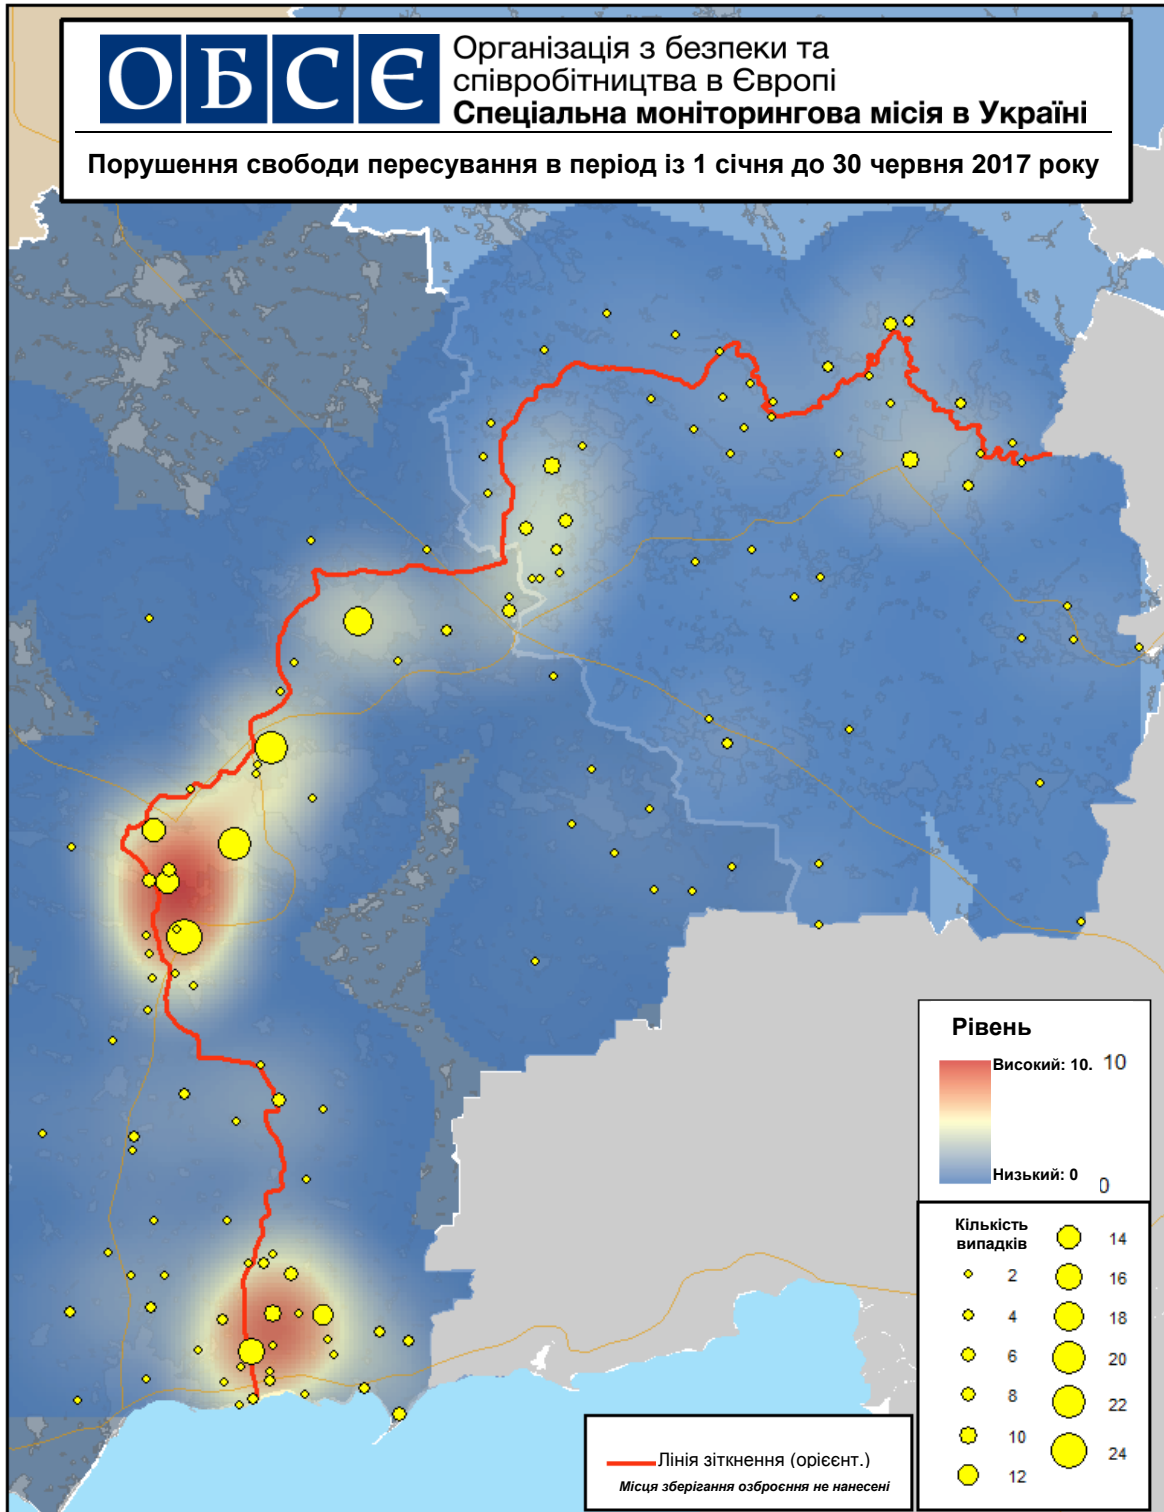 ОБСЄ
Організація з безпеки та
співробітництва в Європі
Спеціальна моніторингова місія в Україні
Порушення свободи пересування в період із 1 січня до 30 червня 2017 року
Рівень
Високий: 10. 10
Низький: 0 0
Кількість
випадків
2
4
6
8
10
12
14
16
18
20
22
24
Лінія зіткнення (орієєнт.)
Місця зберігання озброєння не нанесені